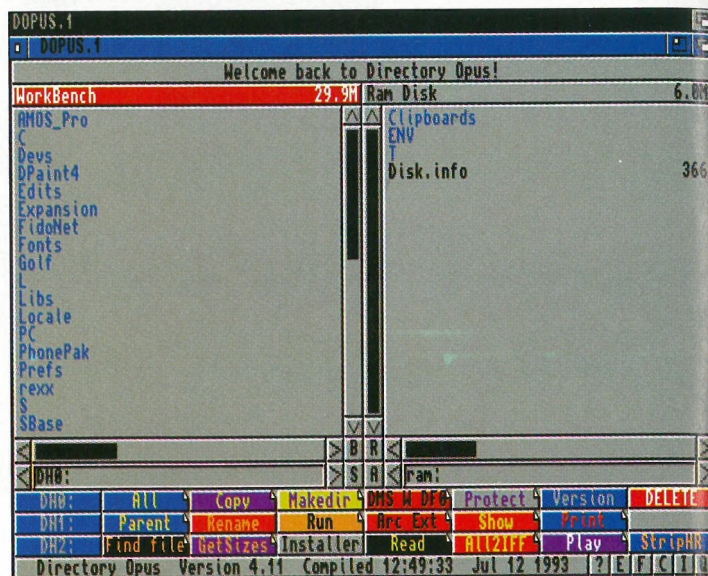 DOPUS.1
DOPUS.1
Welcome back to Directory Opus!
WorkBench 29.9M Ram Disk 6.0M
AMOS_Pro
C
Devs
DPaint4
Edits
Expansion
FidoNet
Fonts
Golf
L
Libs
Locale
PC
PhonePak
Prefs
rexx
S
SBase
Clipboards
ENV
T
Disk.info 366
B R
DH0: S A ram:
DH0: All Copy Makedir DMS W DF0 Protect Version DELETE
DH1: Parent Rename Run Arc Ext Show Print
DH2: Find file GetSizes Installer Read All2IFF Play StripHR
Directory Opus Version 4.11 Compiled 12:49:33 Jul 12 1993 ? E F C I